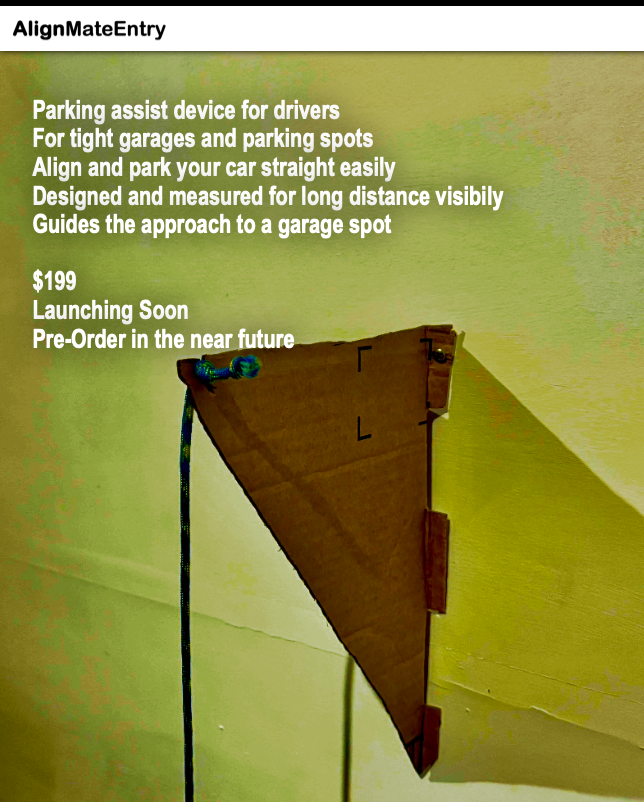 AlignMateEntry
Parking assist device for drivers
For tight garages and parking spots
Align and park your car straight easily
Designed and measured for long distance visibily
Guides the approach to a garage spot
$199
Launching Soon
Pre-Order in the near future